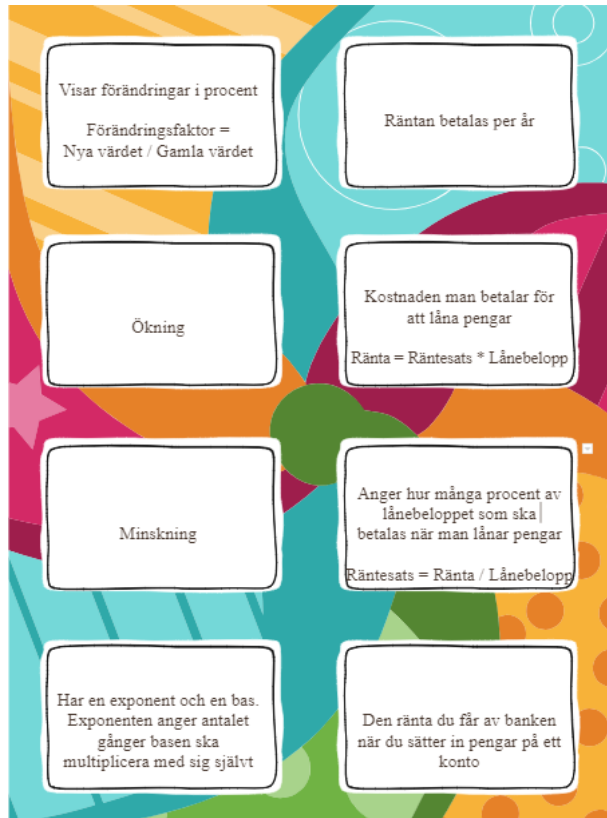 Visar förändringar i procent
Förändringsfaktor =
Nya värdet / Gamla värdet
Räntan betalas per år
Ökning
Kostnaden man betalar för
att låna pengar
Ränta = Räntesats * Lånebelopp
Minskning
Anger hur många procent av
lånebeloppet som ska
betalas när man lånar pengar
Räntesats = Ränta / Lånebelopp
Har en exponent och en bas.
Exponenten anger antalet
gånger basen ska
multiplicera med sig självt
Den ränta du får av banken
när du sätter in pengar på ett
konto